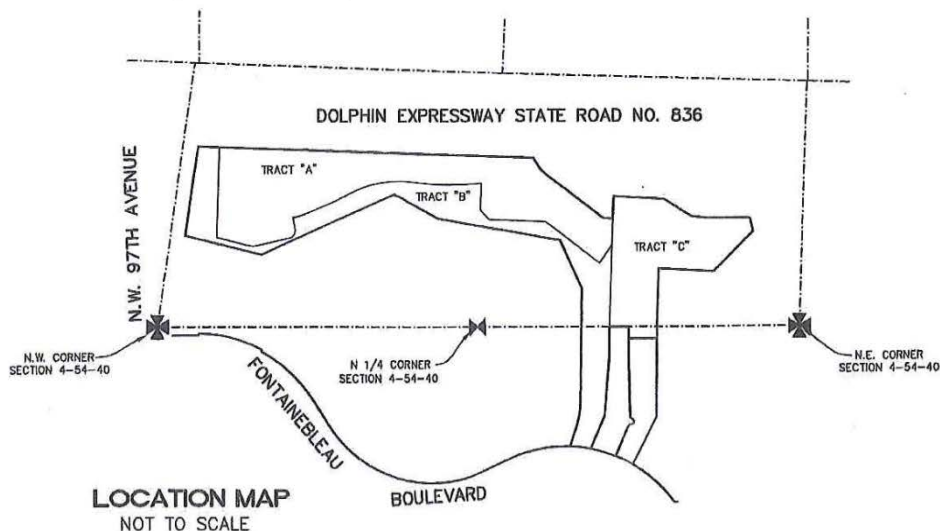 DOLPHIN EXPRESSWAY STATE ROAD NO. 836
N.W. 97TH AVENUE
TRACT "A"
TRACT "B"
TRACT "C"
N.W. CORNER
SECTION 4-54-40
N 1/4 CORNER
SECTION 4-54-40
N.E. CORNER
SECTION 4-54-40
FONTAINEBLEAU
BOULEVARD
LOCATION MAP
NOT TO SCALE